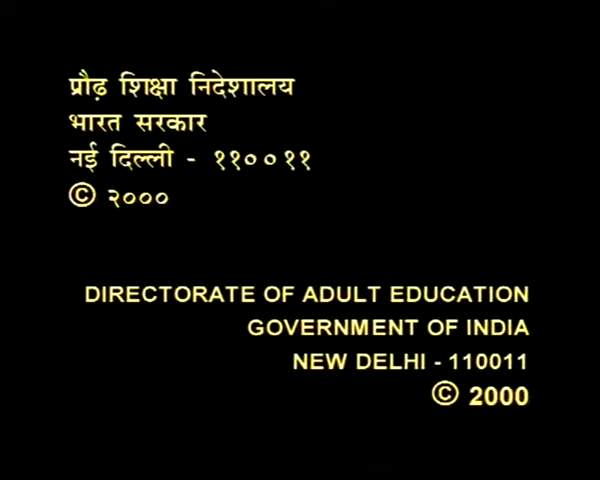 प्रौढ़ शिक्षा निदेशालय
भारत सरकार
नई दिल्ली - ११००११
© २०००
DIRECTORATE OF ADULT EDUCATION
GOVERNMENT OF INDIA
NEW DELHI - 110011
© 2000